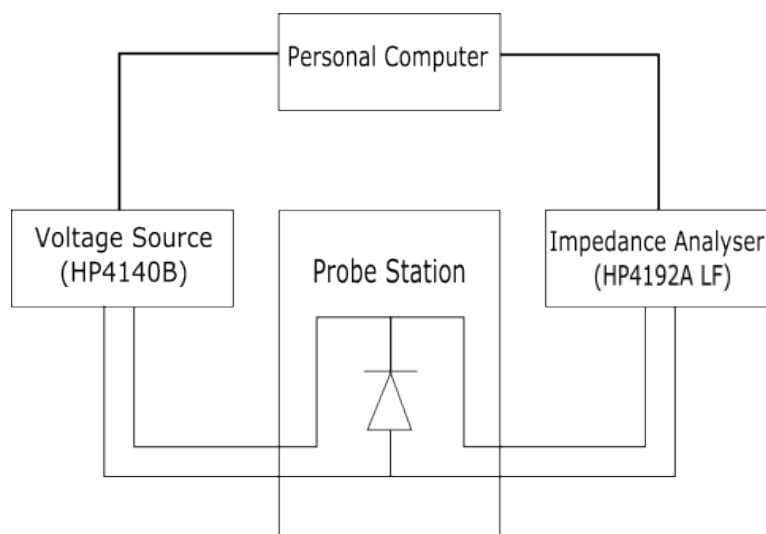 Personal Computer
Voltage Source
(HP4140B)
Probe Station
Impedance Analyser
(HP4192A LF)